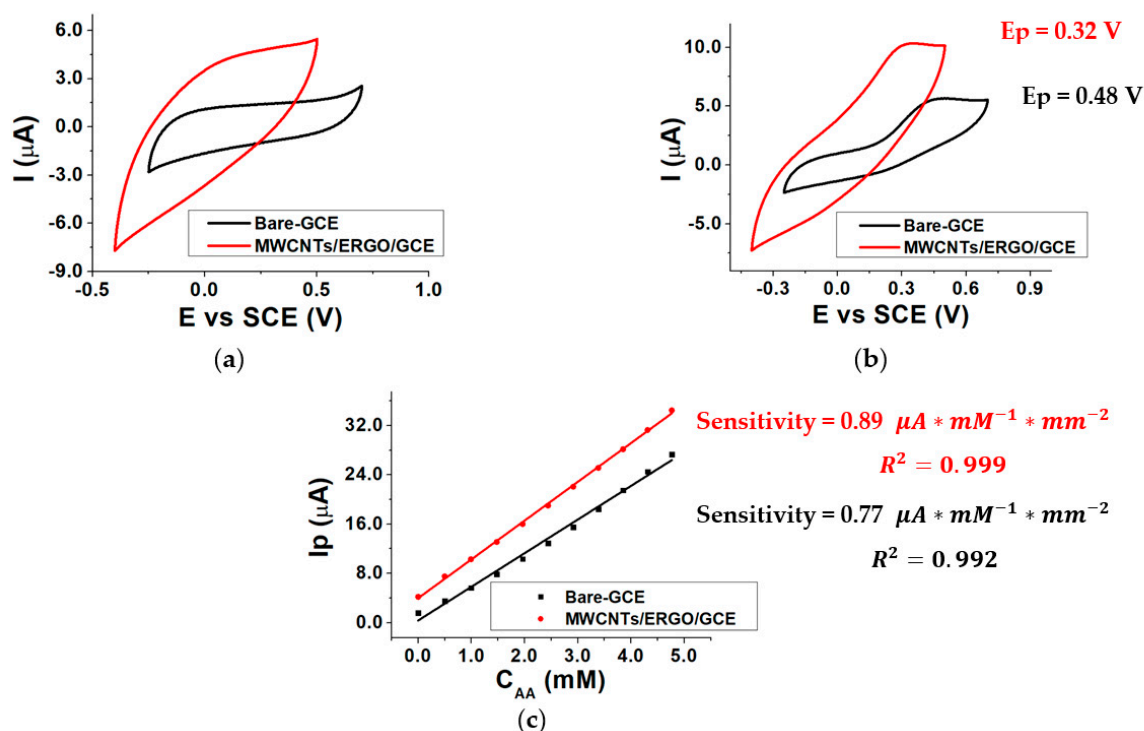 6.0
3.0
0.0
-3.0
-6.0
-9.0
I (μA)
Bare-GCE
MWCNTs/ERGO/GCE
-0.5 0.0 0.5 1.0
E vs SCE (V)
(a)
10.0
5.0
0.0
-5.0
I (μA)
Ep = 0.32 V
Ep = 0.48 V
Bare-GCE
MWCNTs/ERGO/GCE
-0.3 0.0 0.3 0.6 0.9
E vs SCE (V)
(b)
32.0
24.0
16.0
8.0
0.0
Ip (μA)
Bare-GCE
MWCNTs/ERGO/GCE
0.0 1.0 2.0 3.0 4.0 5.0
C_AA (mM)
Sensitivity = 0.89 μA * mM⁻¹ * mm⁻²
R² = 0.999
Sensitivity = 0.77 μA * mM⁻¹ * mm⁻²
R² = 0.992
(c)